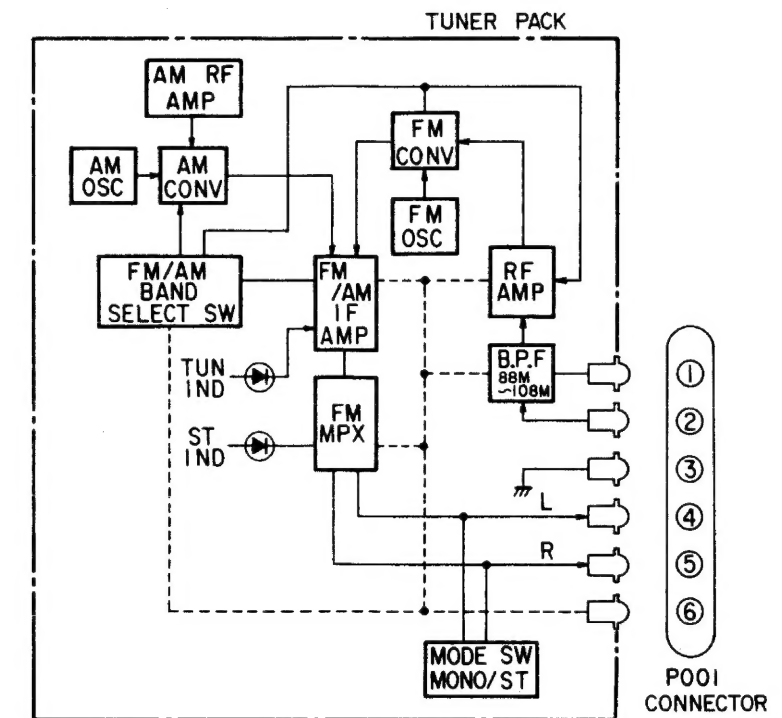 TUNER PACK
AM RF
AMP
AM
OSC
AM
CONV
FM
CONV
FM
OSC
FM/AM
BAND
SELECT SW
FM
/AM
IF
AMP
RF
AMP
TUN
IND
B.P.F
88M
~108M
ST
IND
FM
MPX
L
R
MODE SW
MONO/ST
①
②
③
④
⑤
⑥
P001
CONNECTOR